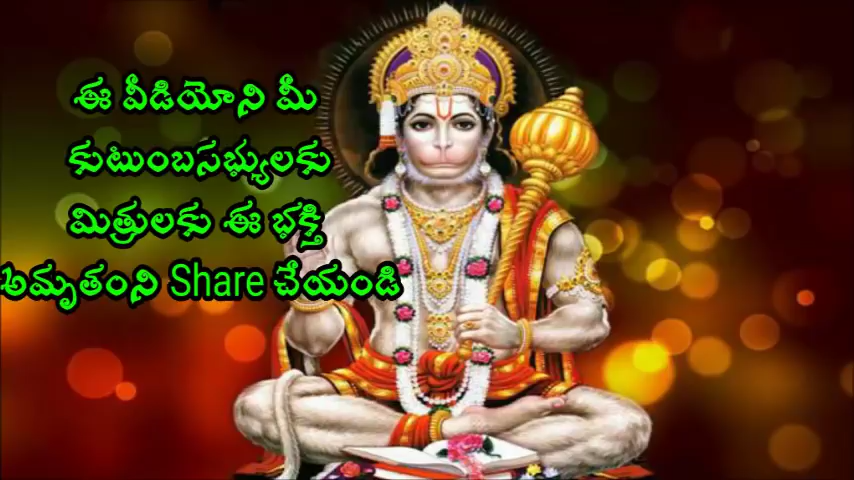 ఈ వీడియోని మీ
కుటుంబసభ్యులకు
మిత్రులకు ఈ భక్తి
అమృతంని Share చేయండి